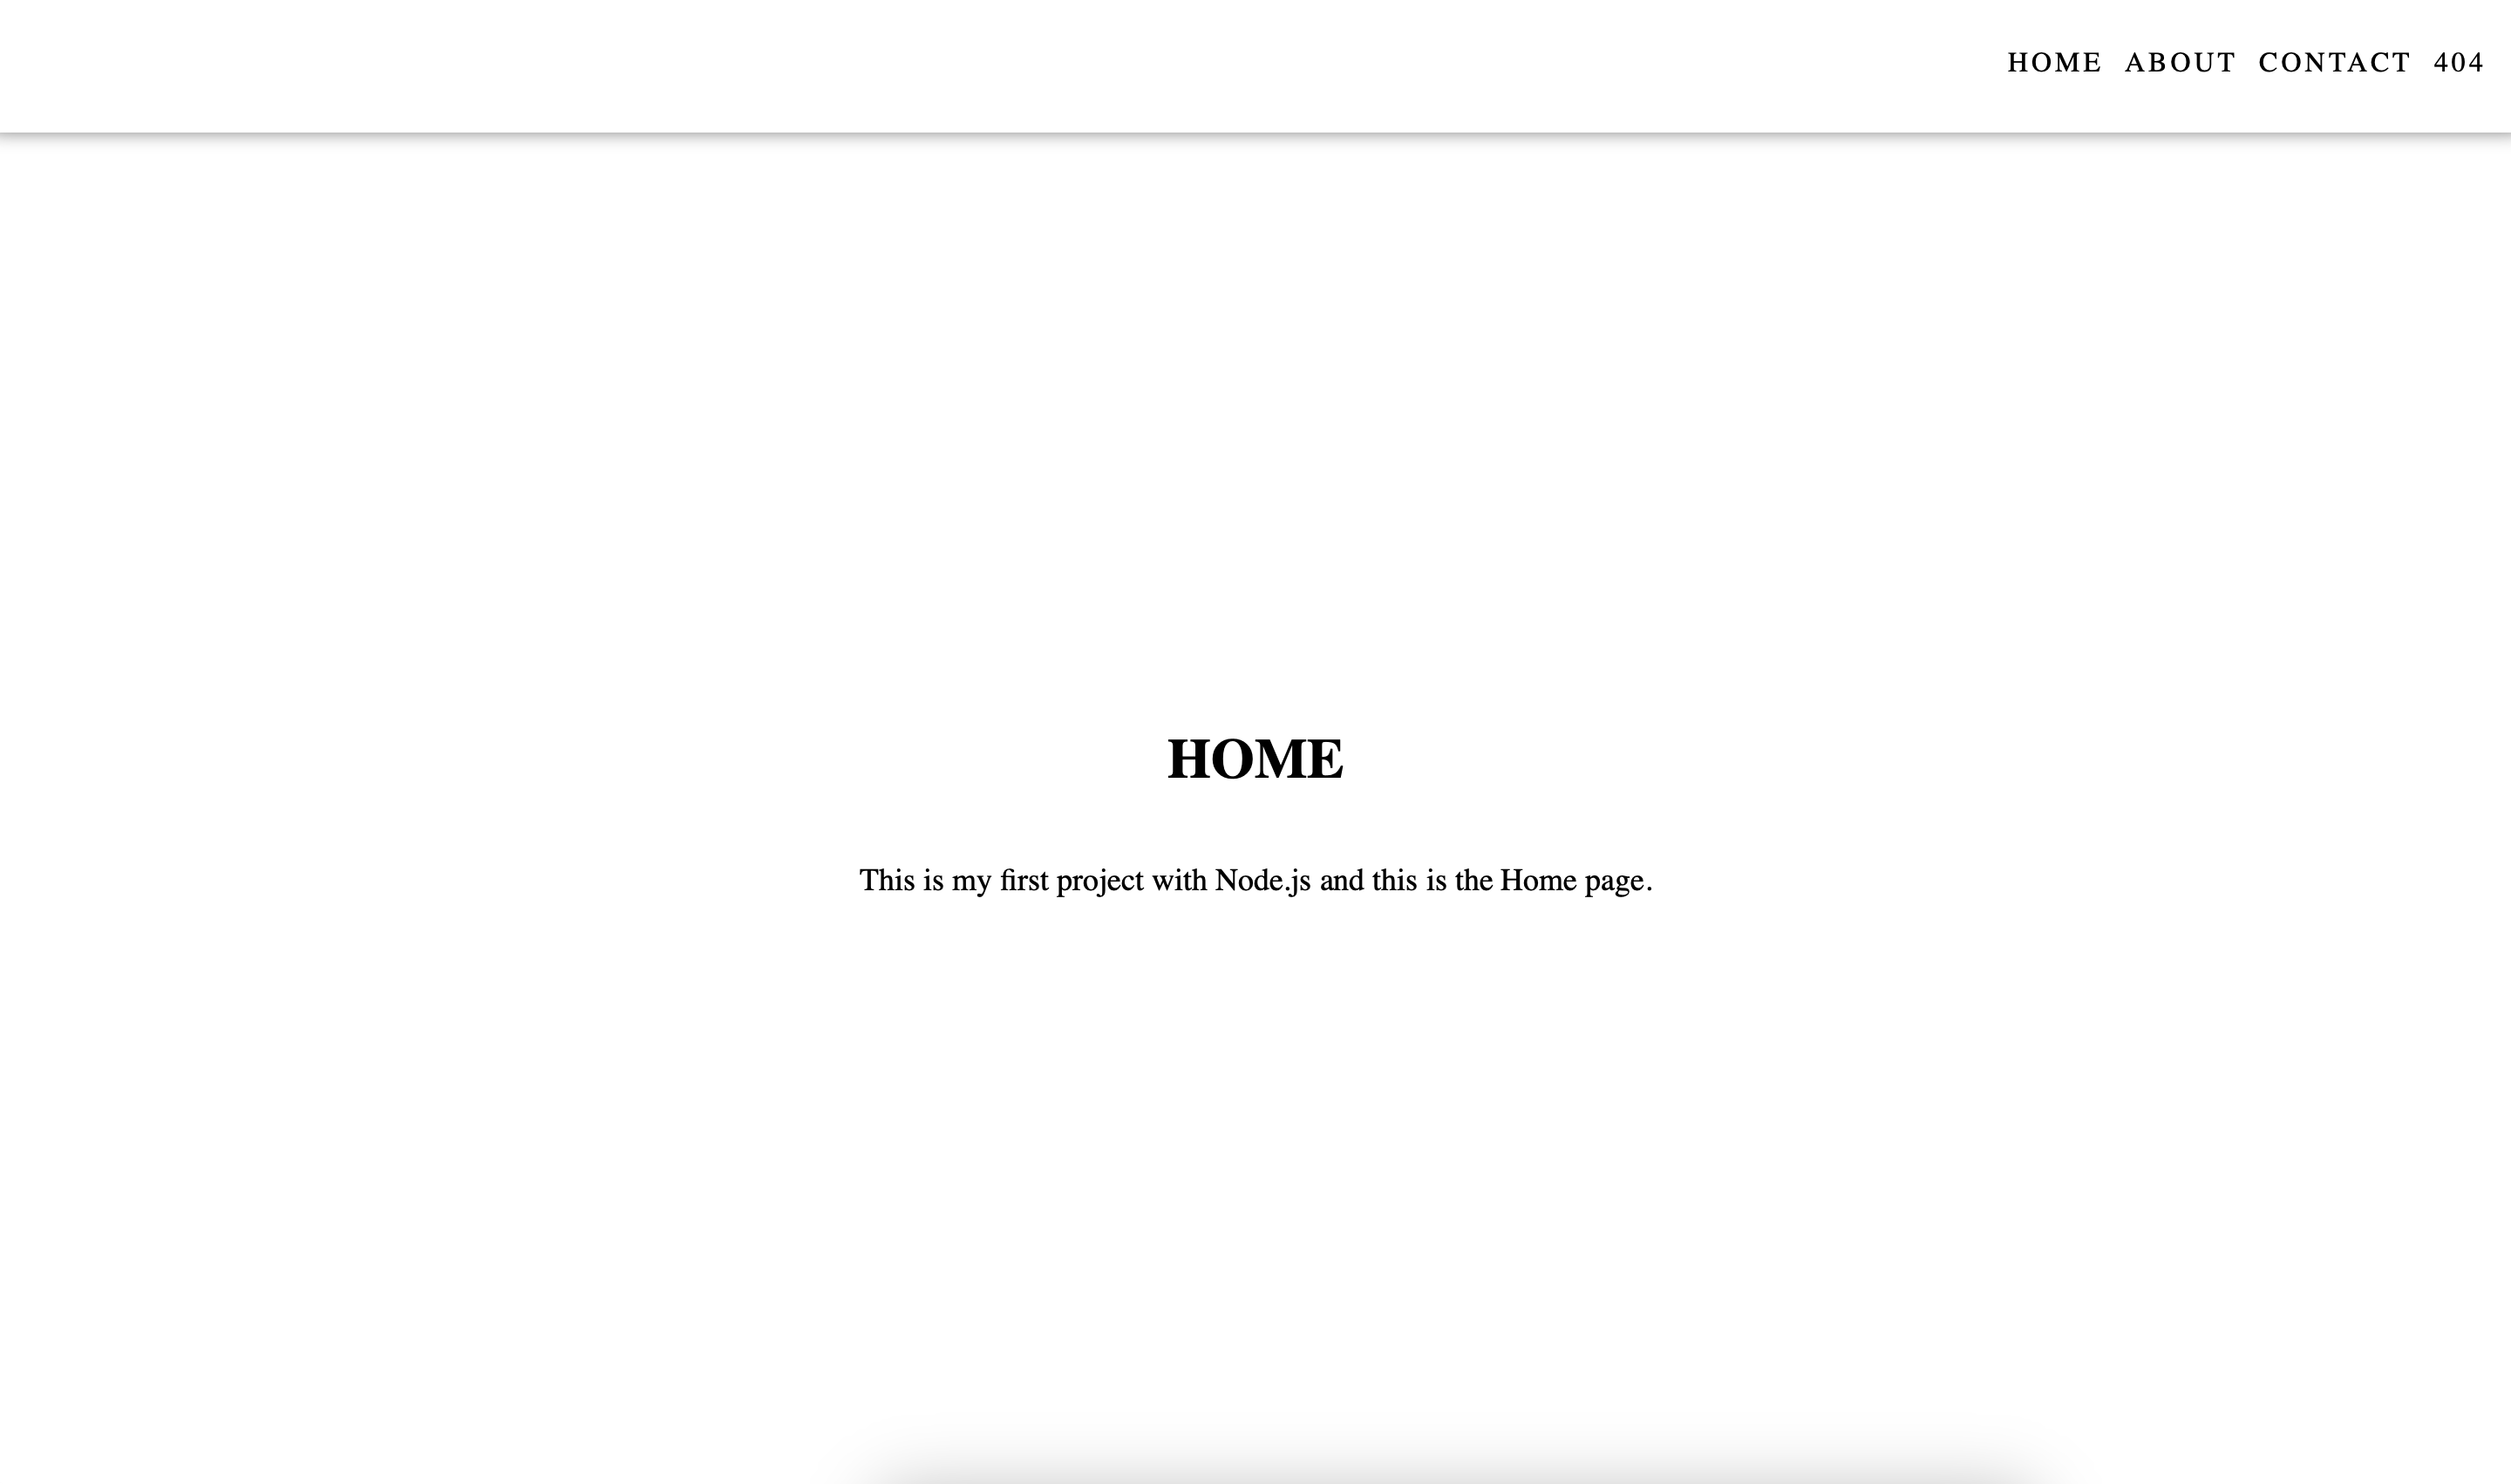 HOME ABOUT CONTACT 404
HOME
This is my first project with Node.js and this is the Home page.